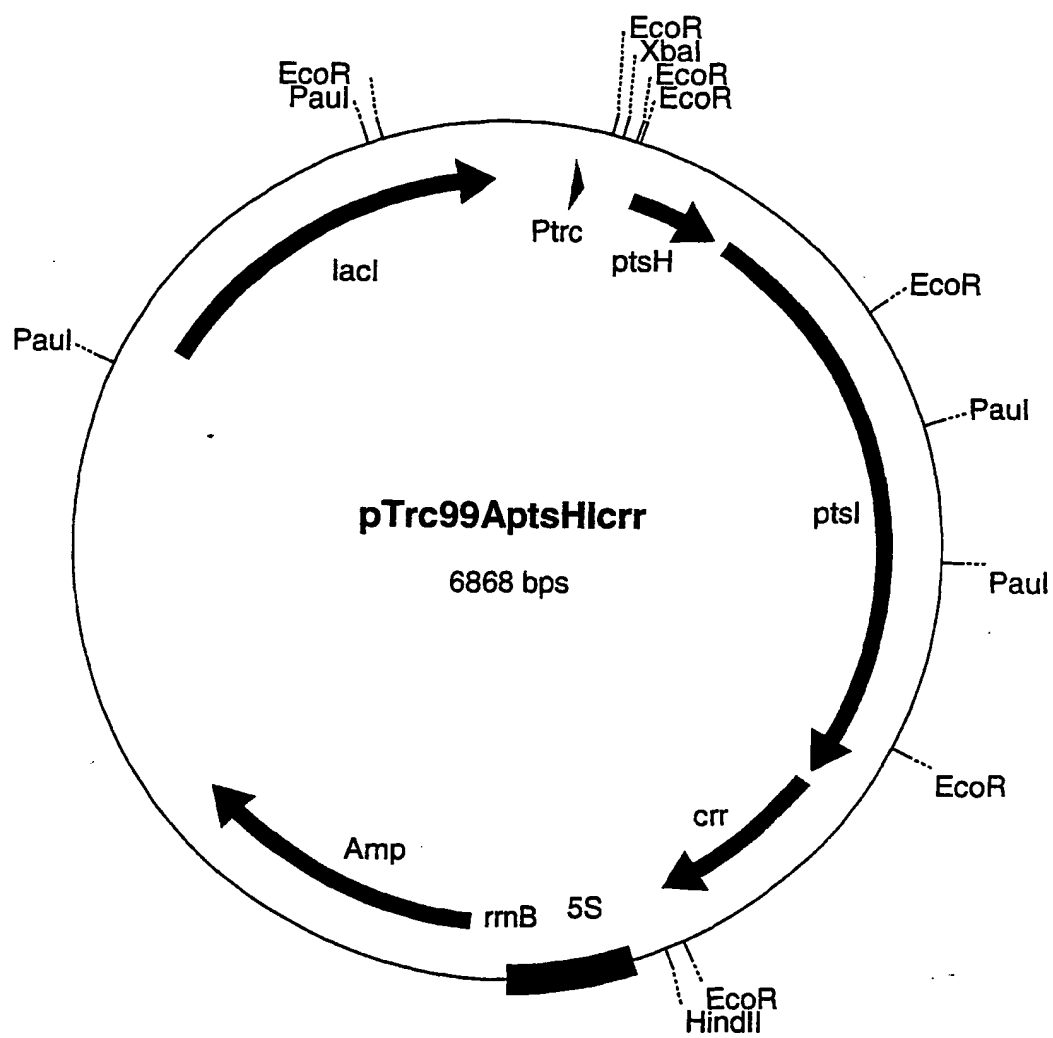 EcoR
XbaI
EcoR
EcoR
EcoR
PauI
Ptrc
ptsH
lacI
EcoR
PauI
PauI
pTrc99AptsHIcrr
ptsI
6868 bps
PauI
EcoR
crr
Amp
5S
rrnB
EcoR
HindII